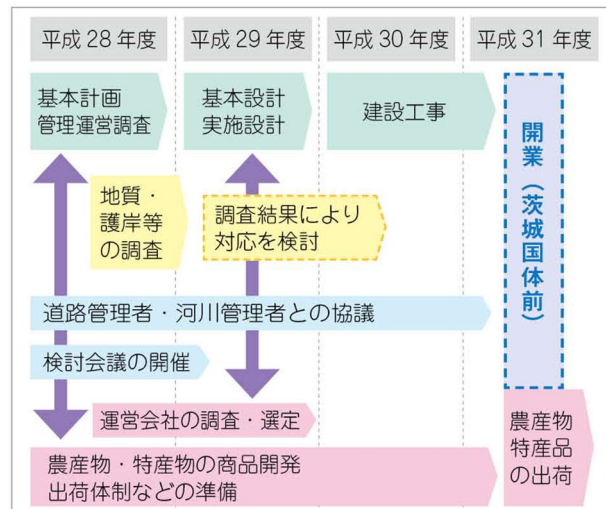 平成 28 年度
平成 29 年度
平成 30 年度
平成 31 年度
基本計画
管理運営調査
基本設計
実施設計
建設工事
開業（茨城国体前）
地質・
護岸等
の調査
調査結果により
対応を検討
道路管理者・河川管理者との協議
検討会議の開催
運営会社の調査・選定
農産物・特産物の商品開発
出荷体制などの準備
農産物
特産品
の出荷